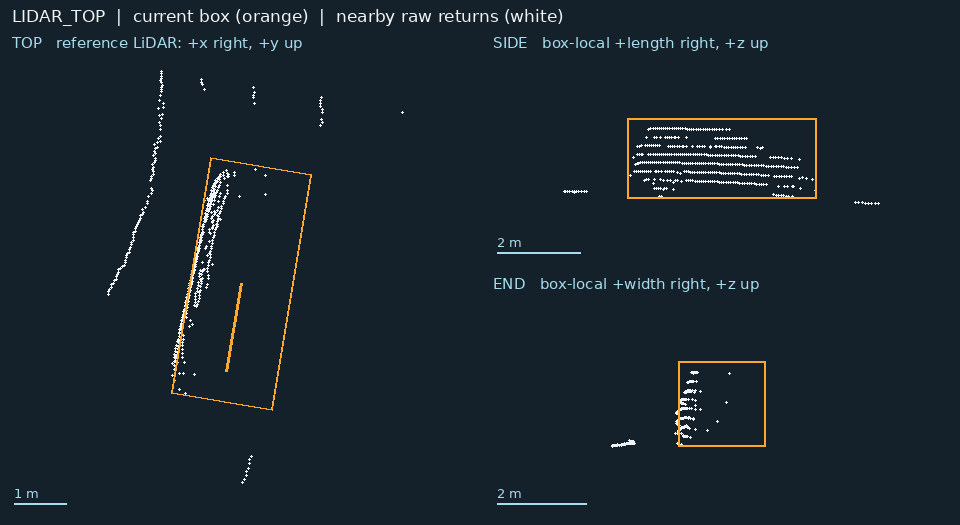 LIDAR_TOP | current box (orange) | nearby raw returns (white)
TOP reference LiDAR: +x right, +y up
SIDE box-local +length right, +z up
2 m
END box-local +width right, +z up
1 m
2 m